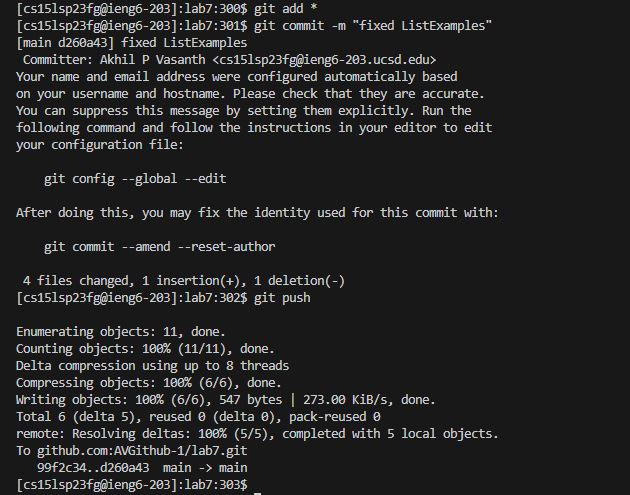 [cs15lsp23fg@ieng6-203]:lab7:300$ git add *
[cs15lsp23fg@ieng6-203]:lab7:301$ git commit -m "fixed ListExamples"
[main d260a43] fixed ListExamples
 Committer: Akhil P Vasanth <cs15lsp23fg@ieng6-203.ucsd.edu>
Your name and email address were configured automatically based
on your username and hostname. Please check that they are accurate.
You can suppress this message by setting them explicitly. Run the
following command and follow the instructions in your editor to edit
your configuration file:

    git config --global --edit

After doing this, you may fix the identity used for this commit with:

    git commit --amend --reset-author

 4 files changed, 1 insertion(+), 1 deletion(-)
[cs15lsp23fg@ieng6-203]:lab7:302$ git push

Enumerating objects: 11, done.
Counting objects: 100% (11/11), done.
Delta compression using up to 8 threads
Compressing objects: 100% (6/6), done.
Writing objects: 100% (6/6), 547 bytes | 273.00 KiB/s, done.
Total 6 (delta 5), reused 0 (delta 0), pack-reused 0
remote: Resolving deltas: 100% (5/5), completed with 5 local objects.
To github.com:AVGithub-1/lab7.git
   99f2c34..d260a43  main -> main
[cs15lsp23fg@ieng6-203]:lab7:303$